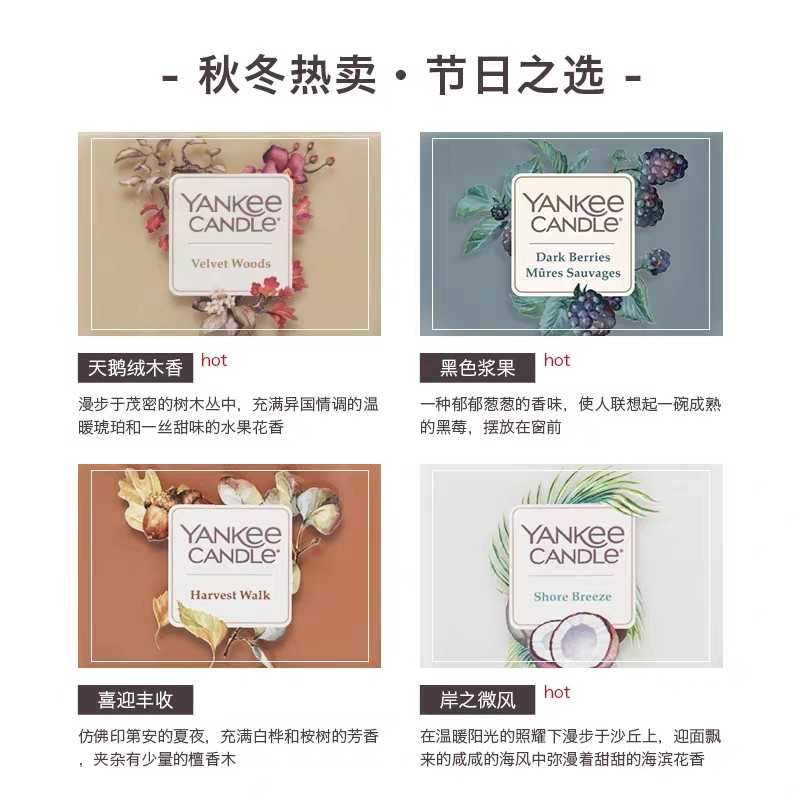 - 秋冬热卖·节日之选 -
YANKEE
CANDLE®
Velvet Woods
YANKEE
CANDLE®
Dark Berries
Mûres Sauvages
天鹅绒木香 hot
黑色浆果 hot
漫步于茂密的树木丛中，充满异国情调的温
暖琥珀和一丝甜味的水果花香
一种郁郁葱葱的香味，使人联想起一碗成熟
的黑莓，摆放在窗前
YANKEE
CANDLE®
Harvest Walk
YANKEE
CANDLE®
Shore Breeze
喜迎丰收
岸之微风 hot
仿佛印第安的夏夜，充满白桦和桉树的芳香
，夹杂有少量的檀香木
在温暖阳光的照耀下漫步于沙丘上，迎面飘
来的咸咸的海风中弥漫着甜甜的海滨花香